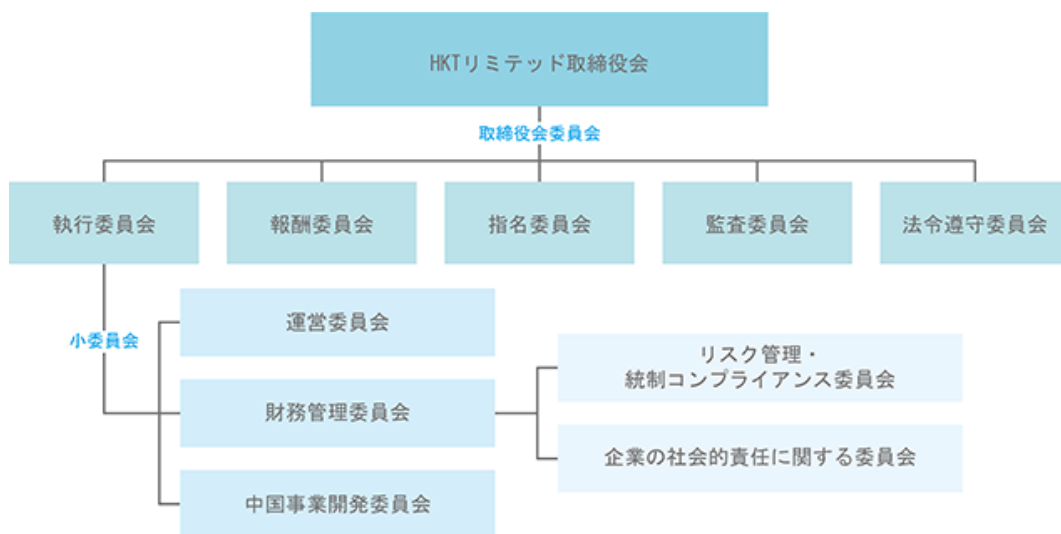 HKTリミテッド取締役会
取締役会委員会
執行委員会
報酬委員会
指名委員会
監査委員会
法令遵守委員会
小委員会
運営委員会
財務管理委員会
中国事業開発委員会
リスク管理・
統制コンプライアンス委員会
企業の社会的責任に関する委員会